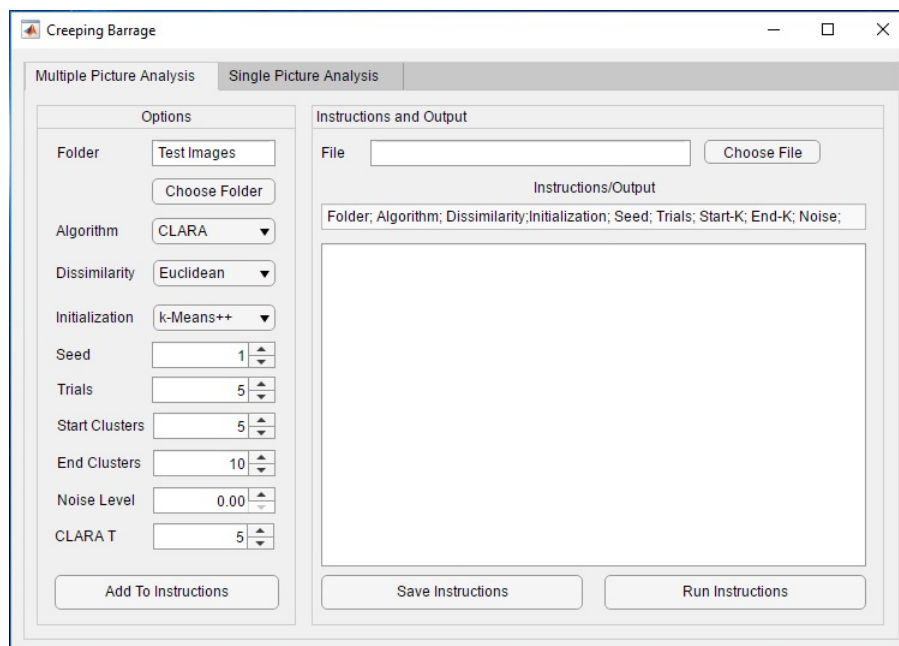 Creeping Barrage
Multiple Picture Analysis
Single Picture Analysis
Options
Folder
Test Images
Choose Folder
Algorithm
CLARA
Dissimilarity
Euclidean
Initialization
k-Means++
Seed
1
Trials
5
Start Clusters
5
End Clusters
10
Noise Level
0.00
CLARA T
5
Add To Instructions
Instructions and Output
File
Choose File
Instructions/Output
Folder; Algorithm; Dissimilarity;Initialization; Seed; Trials; Start-K; End-K; Noise;
Save Instructions
Run Instructions